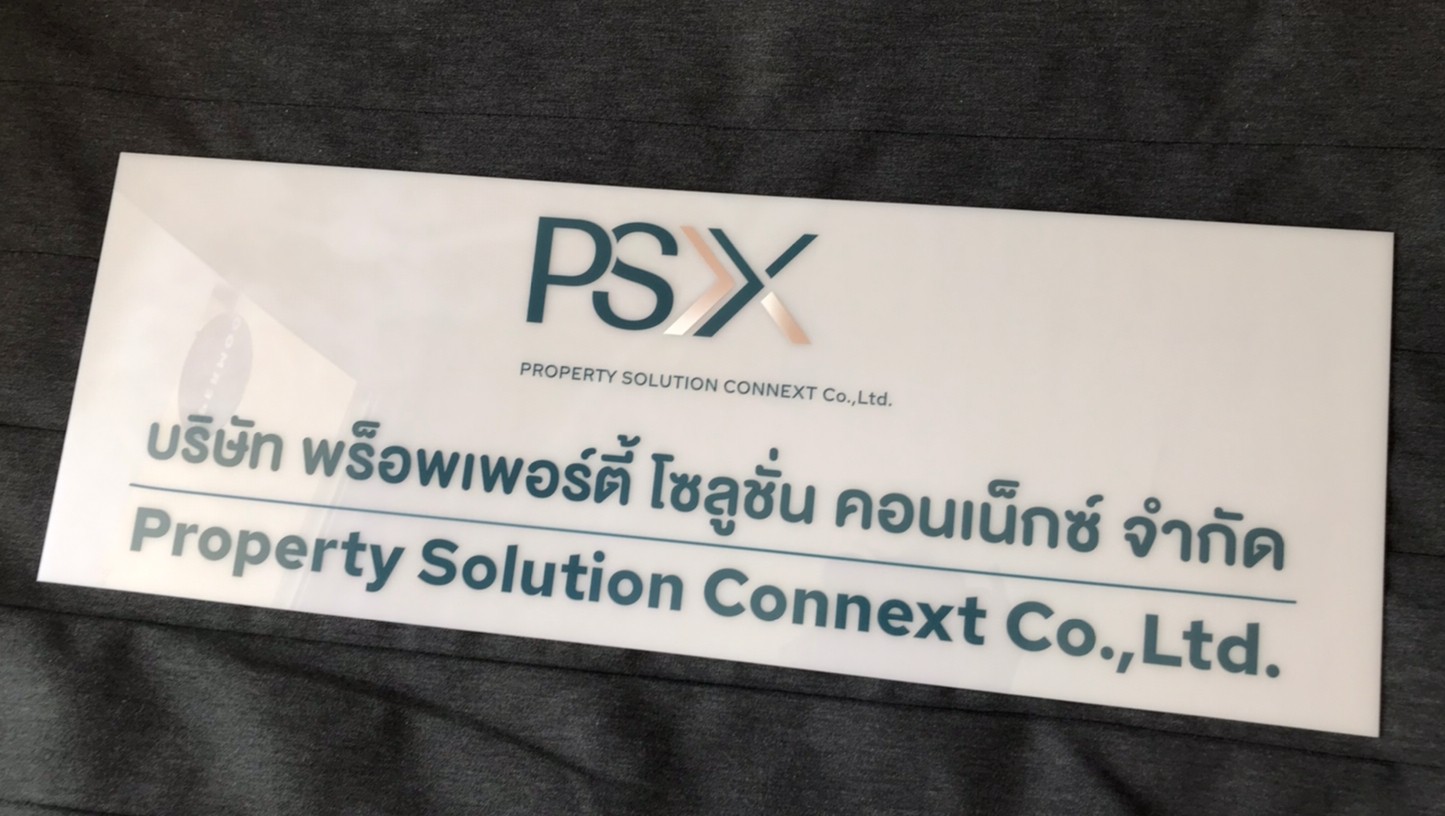 PSX
PROPERTY SOLUTION CONNEXT Co.,Ltd.
บริษัท พร็อพเพอร์ตี้ โซลูชั่น คอนเน็กซ์ จำกัด
Property Solution Connext Co.,Ltd.